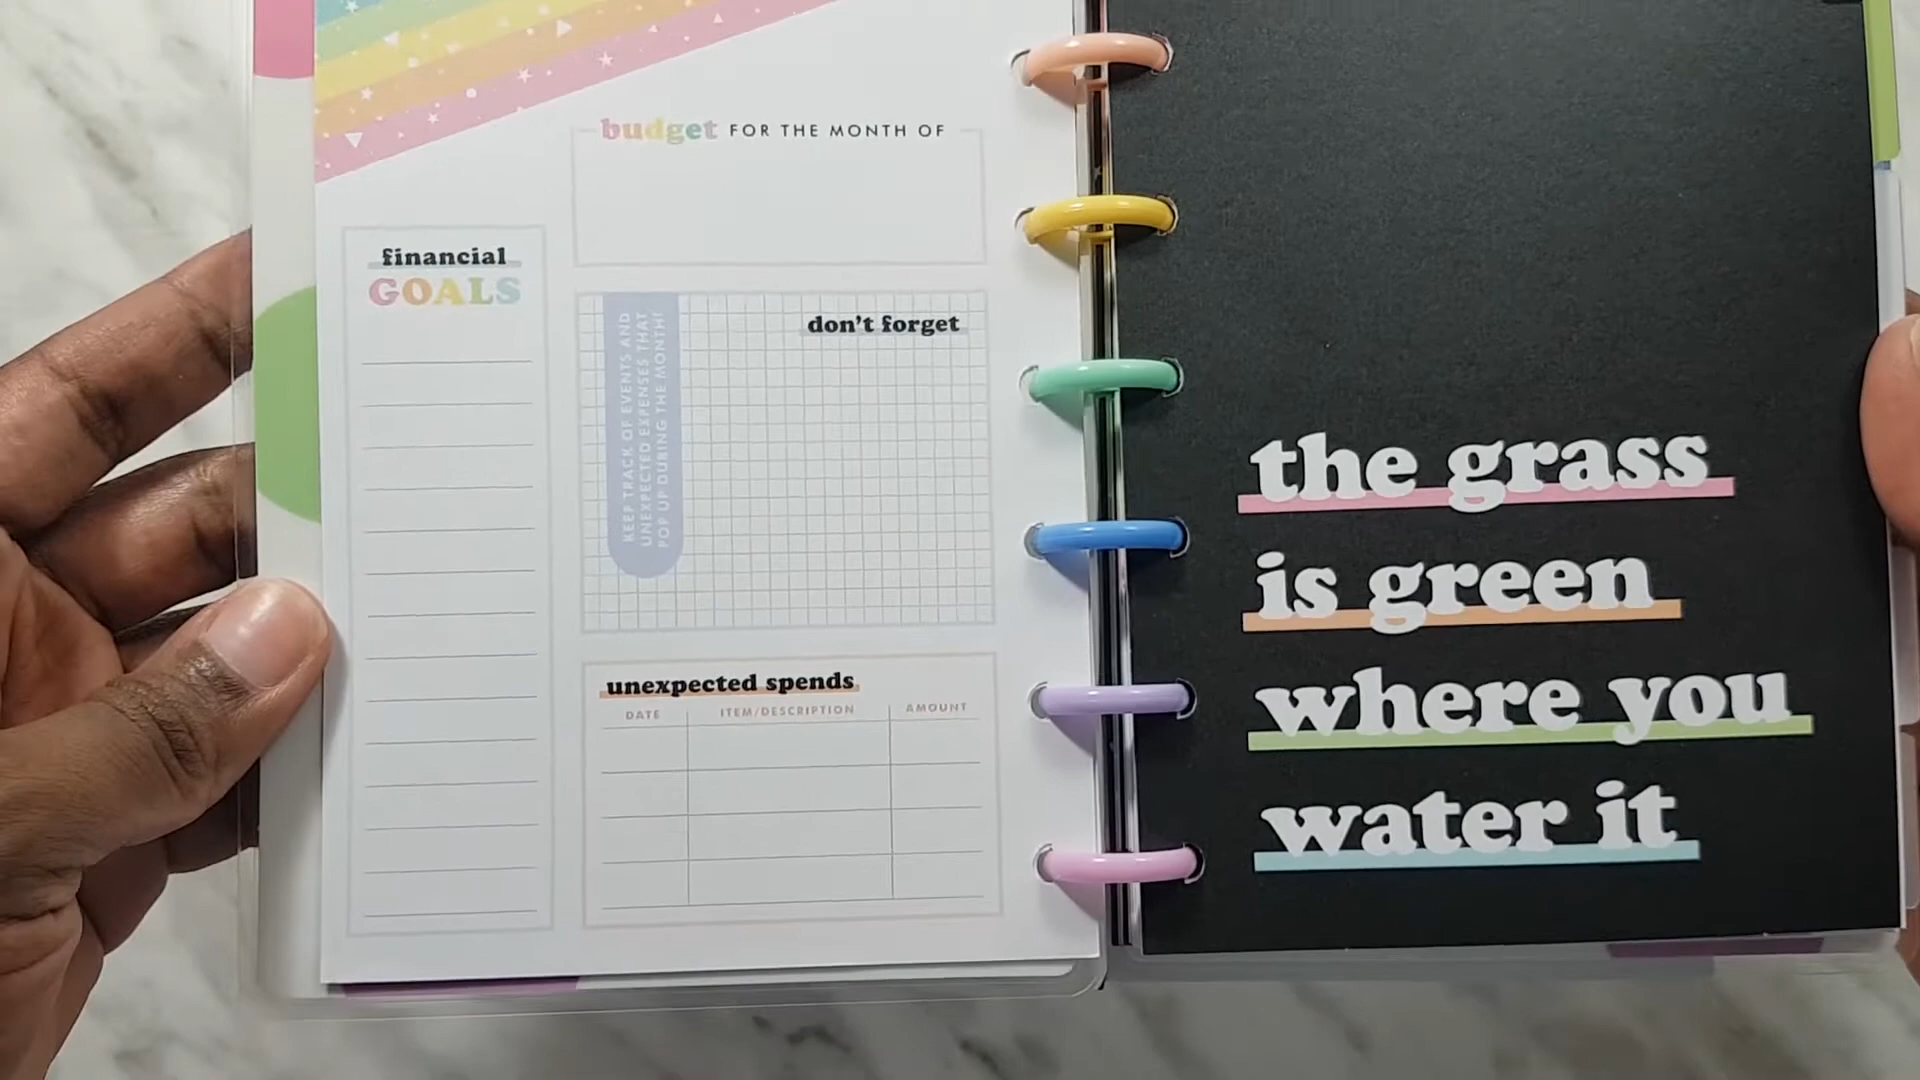 budget FOR THE MONTH OF
financial
GOALS
don't forget
KEEP TRACK OF EVENTS AND
UNEXPECTED EXPENSES THAT
POP UP DURING THE MONTH!
unexpected spends
DATE ITEM/DESCRIPTION AMOUNT
the grass
is green
where you
water it